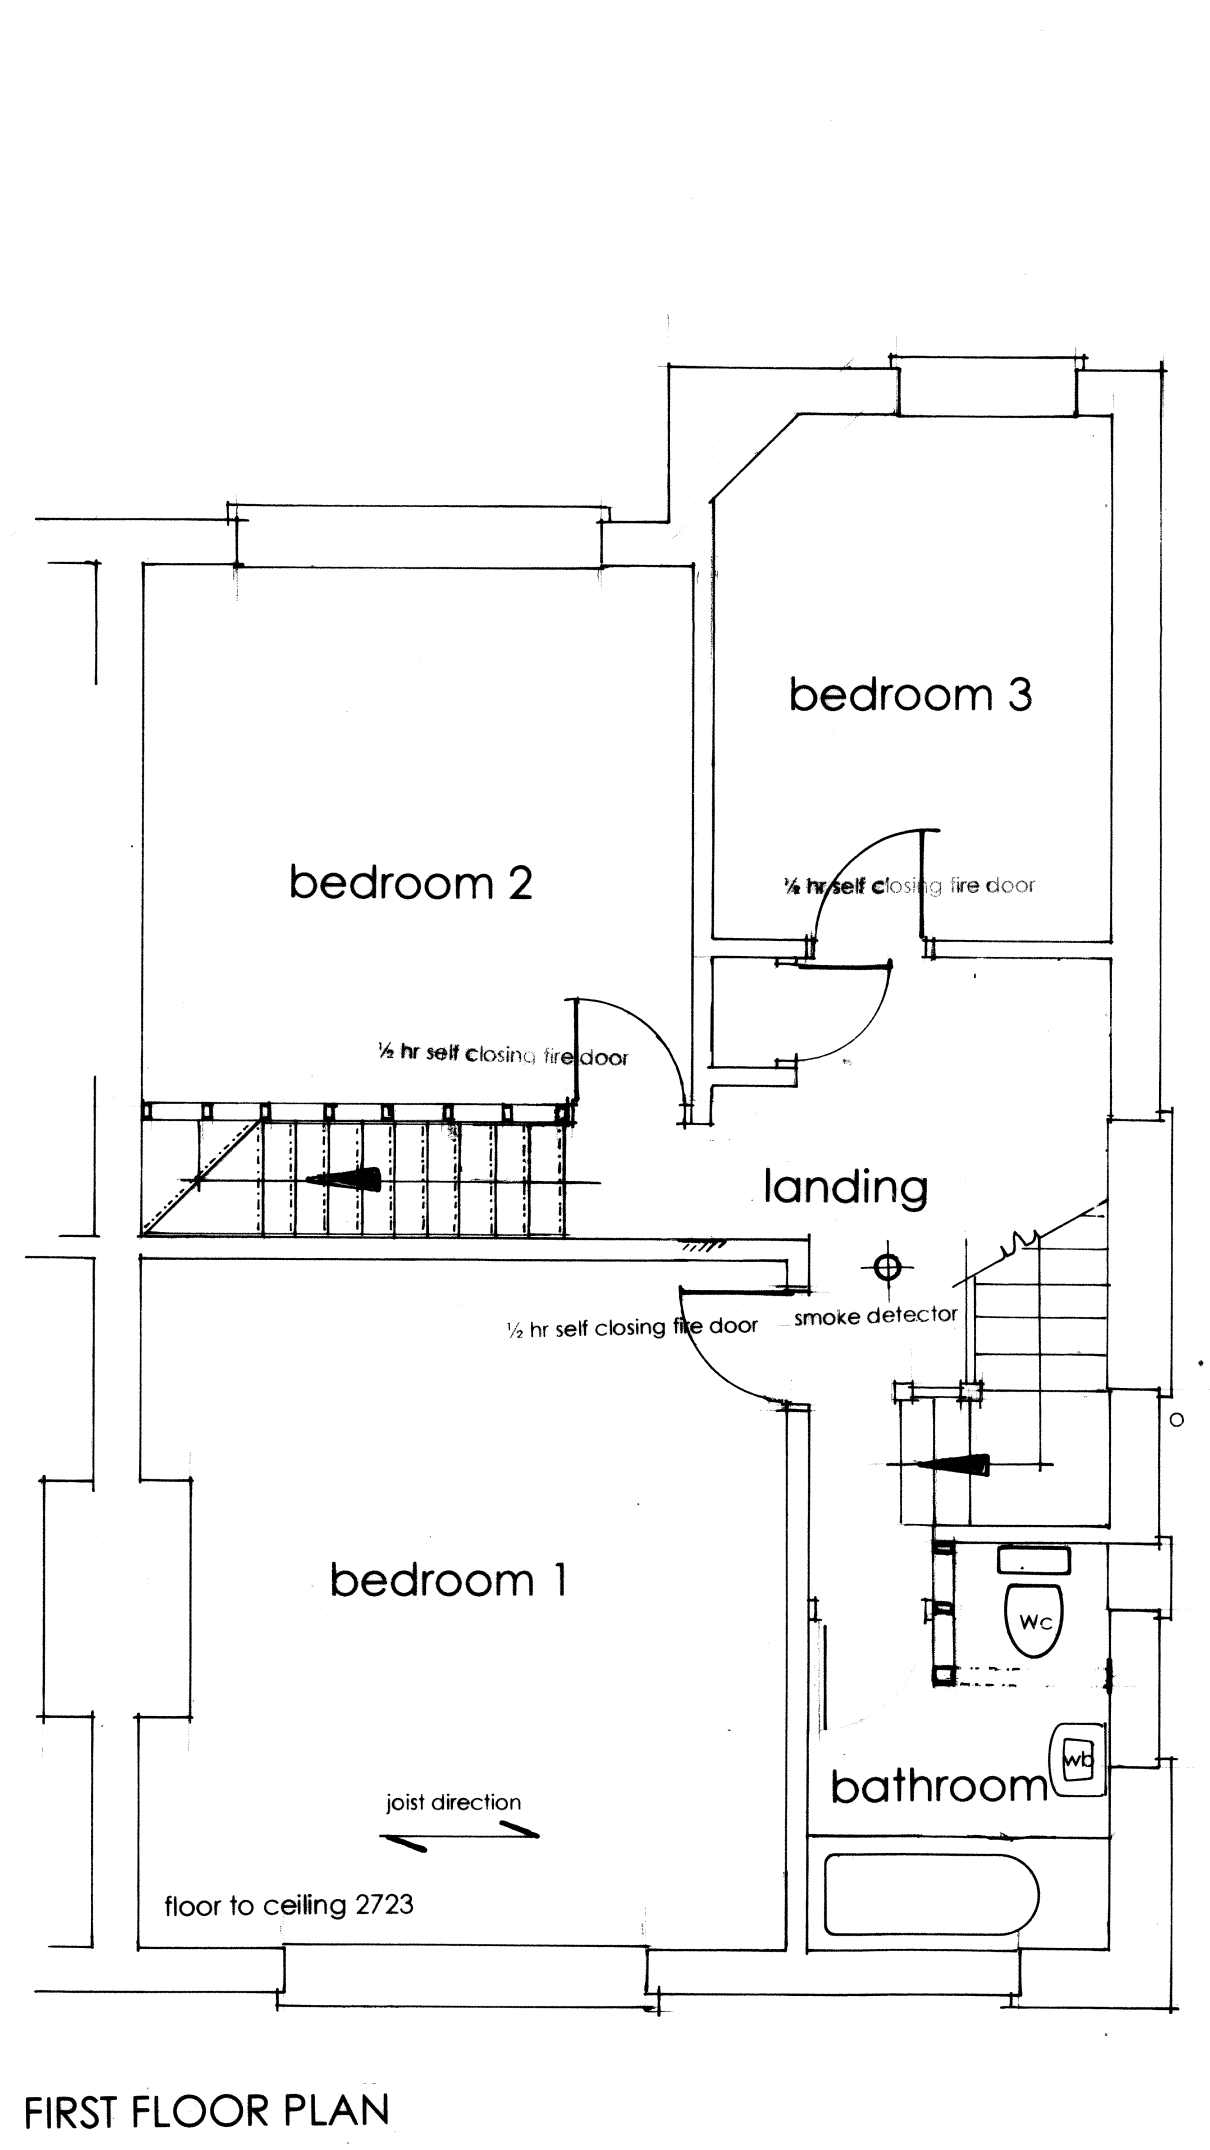 bedroom 3
bedroom 2
½ hr self closing fire door
½ hr self closing fire door
landing
smoke detector
½ hr self closing fire door
bedroom 1
Wc
wb
bathroom
joist direction
floor to ceiling 2723
FIRST FLOOR PLAN